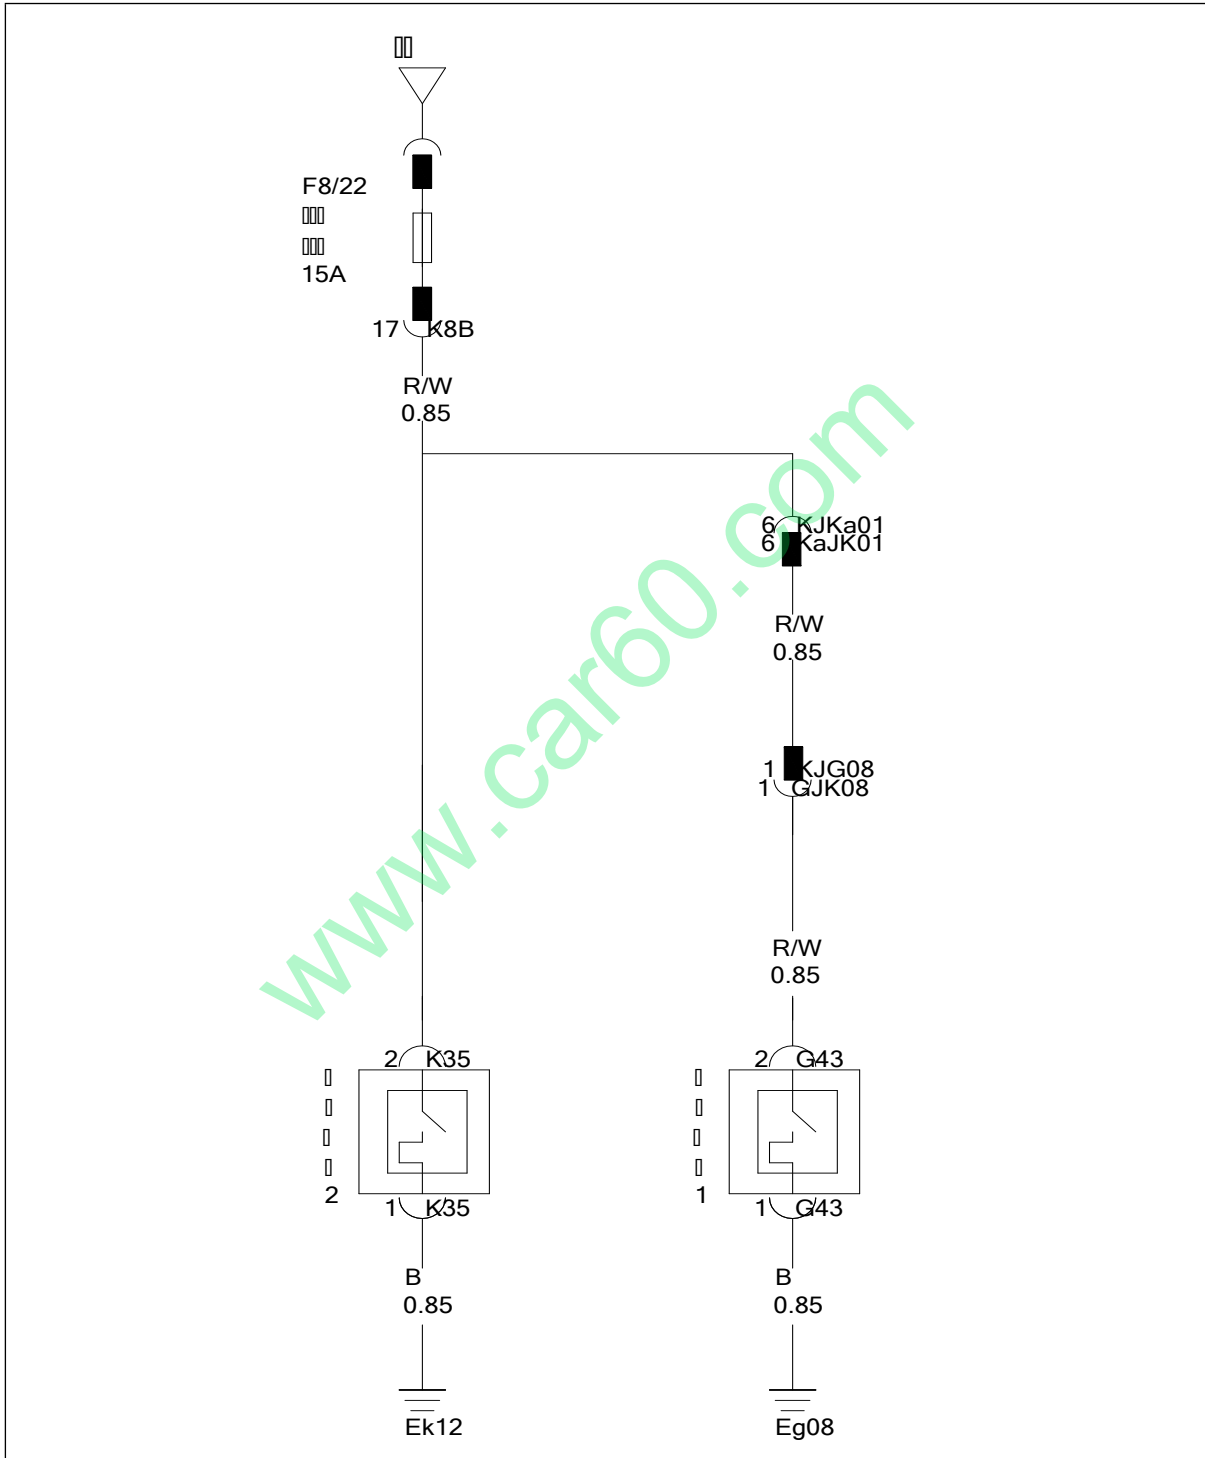 F8/22
15A
17 K8B
R/W
0.85
6 KJKa01
6 KaJK01
R/W
0.85
1 KJG08
1 GJK08
R/W
0.85
2 K35
2 G43
2
1
1 K35
1 G43
B
0.85
B
0.85
Ek12
Eg08
www.car60.com